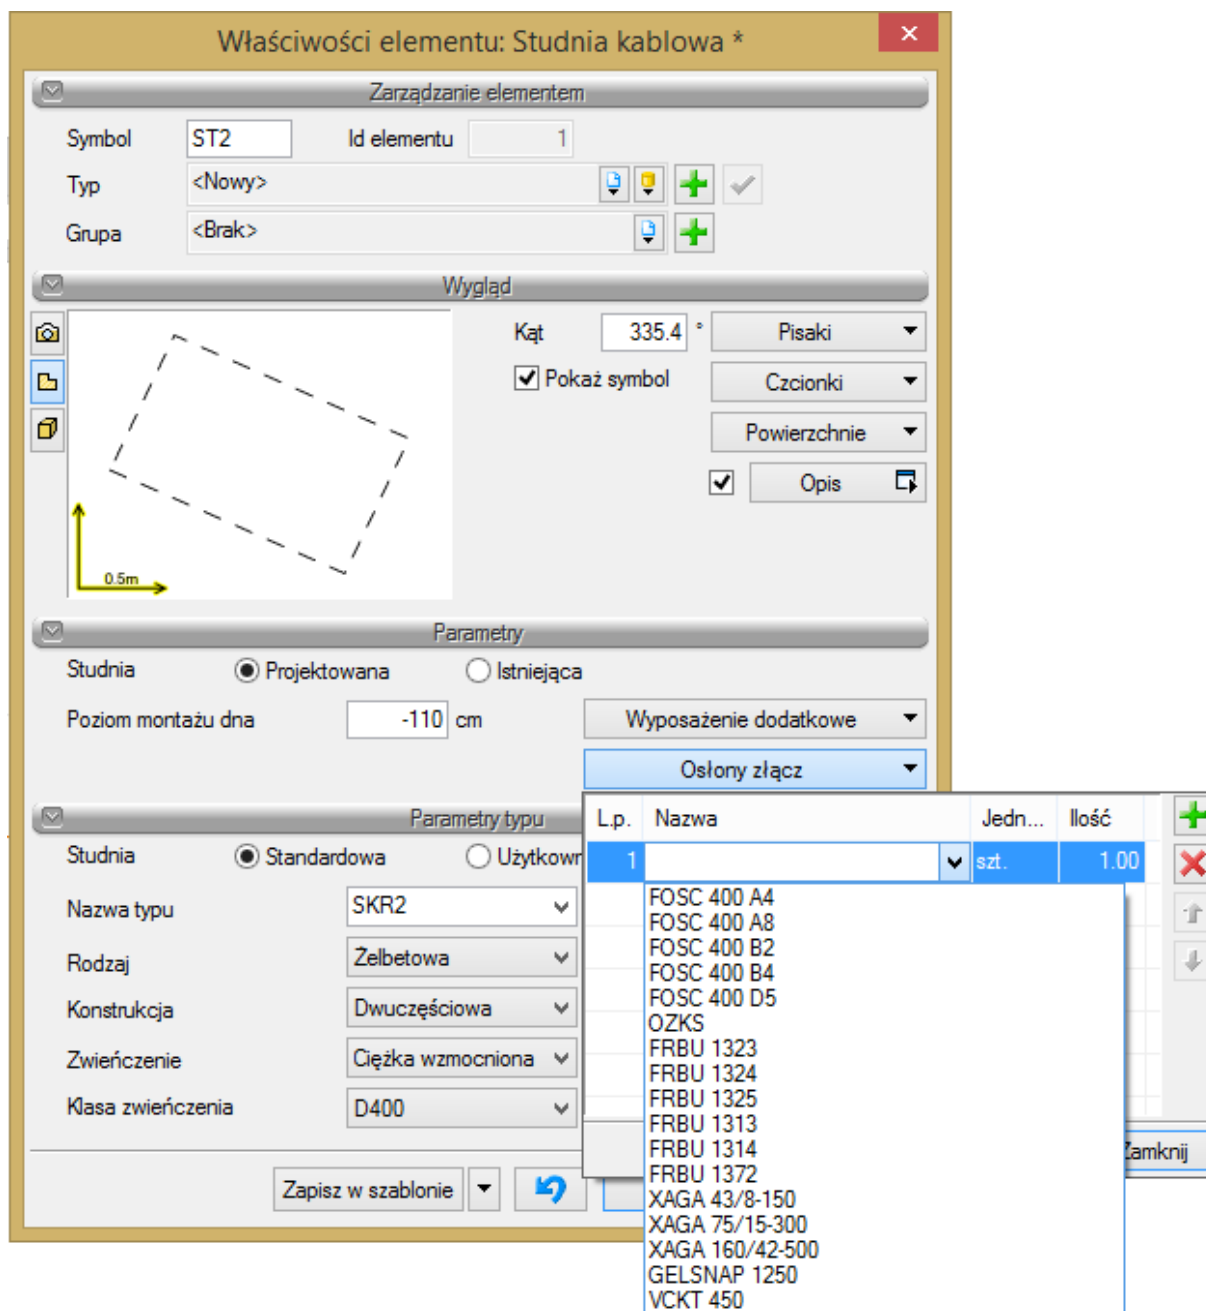 Właściwości elementu: Studnia kablowa *
Zarządzanie elementem
Symbol ST2 Id elementu 1
Typ <Nowy>
Grupa <Brak>
Wygląd
Kąt 335.4 ° Pisaki
Pokaż symbol Czcionki
Powierzchnie
Opis
0.5m
Parametry
Studnia Projektowana Istniejąca
Poziom montażu dna -110 cm Wyposażenie dodatkowe
Osłony złącz
Parametry typu
L.p. Nazwa Jedn... Ilość
1 szt. 1.00
Studnia Standardowa Użytkown
Nazwa typu SKR2
Rodzaj Żelbetowa
Konstrukcja Dwuczęściowa
Zwieńczenie Ciężka wzmocniona
Klasa zwieńczenia D400
FOSC 400 A4
FOSC 400 A8
FOSC 400 B2
FOSC 400 B4
FOSC 400 D5
OZKS
FRBU 1323
FRBU 1324
FRBU 1325
FRBU 1313
FRBU 1314
FRBU 1372
XAGA 43/8-150
XAGA 75/15-300
XAGA 160/42-500
GELSNAP 1250
VCKT 450
Zamknij
Zapisz w szablonie